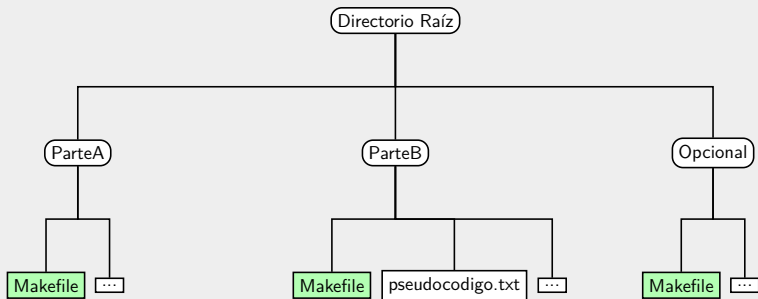 Directorio Raíz
ParteA
ParteB
Opcional
Makefile
...
Makefile
pseudocodigo.txt
...
Makefile
...